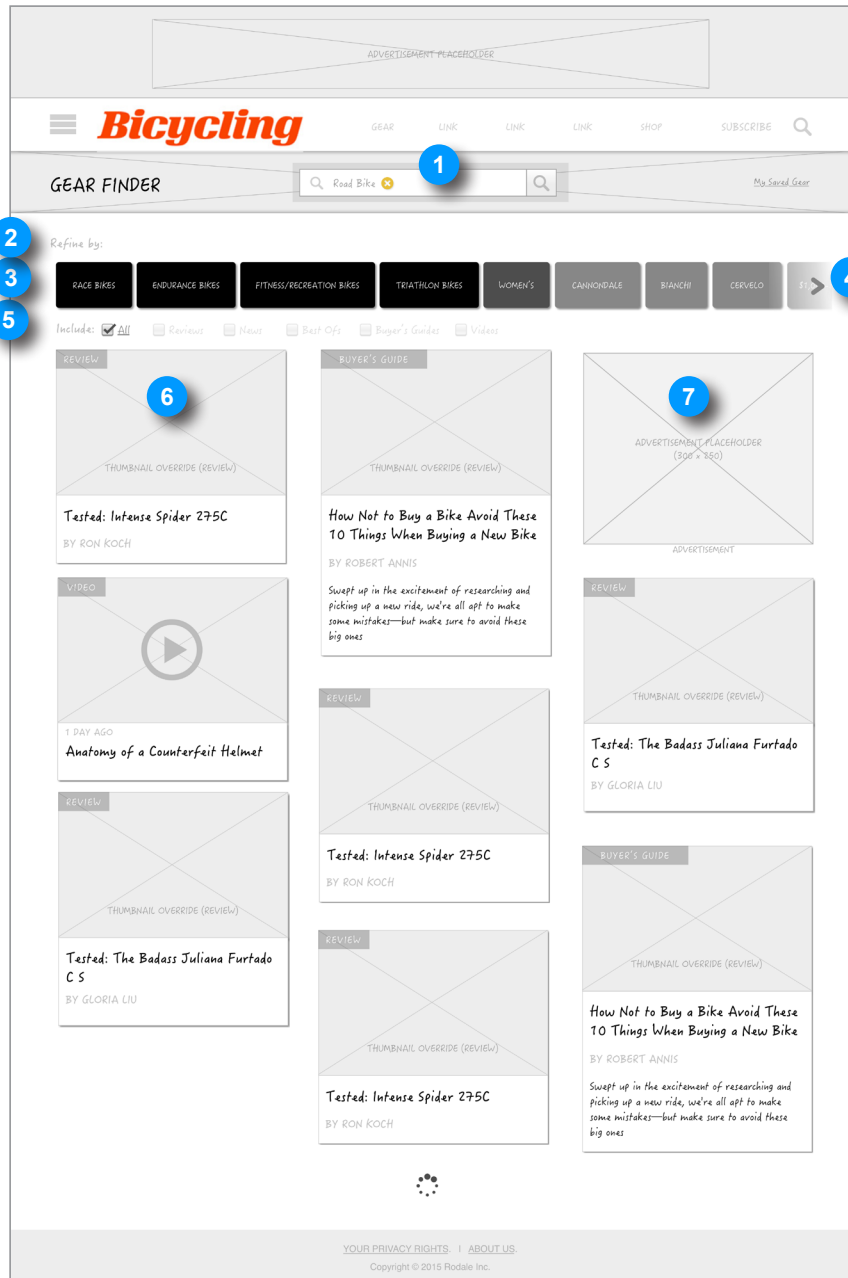 ADVERTISEMENT PLACEHOLDER
Bicycling
GEAR LINK LINK LINK SHOP SUBSCRIBE
1
GEAR FINDER
Road Bike
My Saved Gear
2
Refine by:
3
RACE BIKES ENDURANCE BIKES FITNESS/RECREATION BIKES TRIATHLON BIKES WOMEN'S CANNONDALE BIANCHI CERVELO
4
5
Include: All Reviews News Best Ofs Buyer's Guides Videos
REVIEW
6
THUMBNAIL OVERRIDE (REVIEW)
Tested: Intense Spider 275C
BY RON KOCH
VIDEO
1 DAY AGO
Anatomy of a Counterfeit Helmet
REVIEW
THUMBNAIL OVERRIDE (REVIEW)
Tested: The Badass Juliana Furtado
C S
BY GLORIA LIU
BUYER'S GUIDE
THUMBNAIL OVERRIDE (REVIEW)
How Not to Buy a Bike Avoid These
10 Things When Buying a New Bike
BY ROBERT ANNIS
Swept up in the excitement of researching and
picking up a new ride, we're all apt to make
some mistakes—but make sure to avoid these
big ones
REVIEW
THUMBNAIL OVERRIDE (REVIEW)
Tested: Intense Spider 275C
BY RON KOCH
REVIEW
THUMBNAIL OVERRIDE (REVIEW)
Tested: Intense Spider 275C
BY RON KOCH
7
ADVERTISEMENT PLACEHOLDER
(300 x 250)
ADVERTISEMENT
REVIEW
THUMBNAIL OVERRIDE (REVIEW)
Tested: The Badass Juliana Furtado
C S
BY GLORIA LIU
BUYER'S GUIDE
THUMBNAIL OVERRIDE (REVIEW)
How Not to Buy a Bike Avoid These
10 Things When Buying a New Bike
BY ROBERT ANNIS
Swept up in the excitement of researching and
picking up a new ride, we're all apt to make
some mistakes—but make sure to avoid these
big ones
YOUR PRIVACY RIGHTS. | ABOUT US.
Copyright © 2015 Rodale Inc.